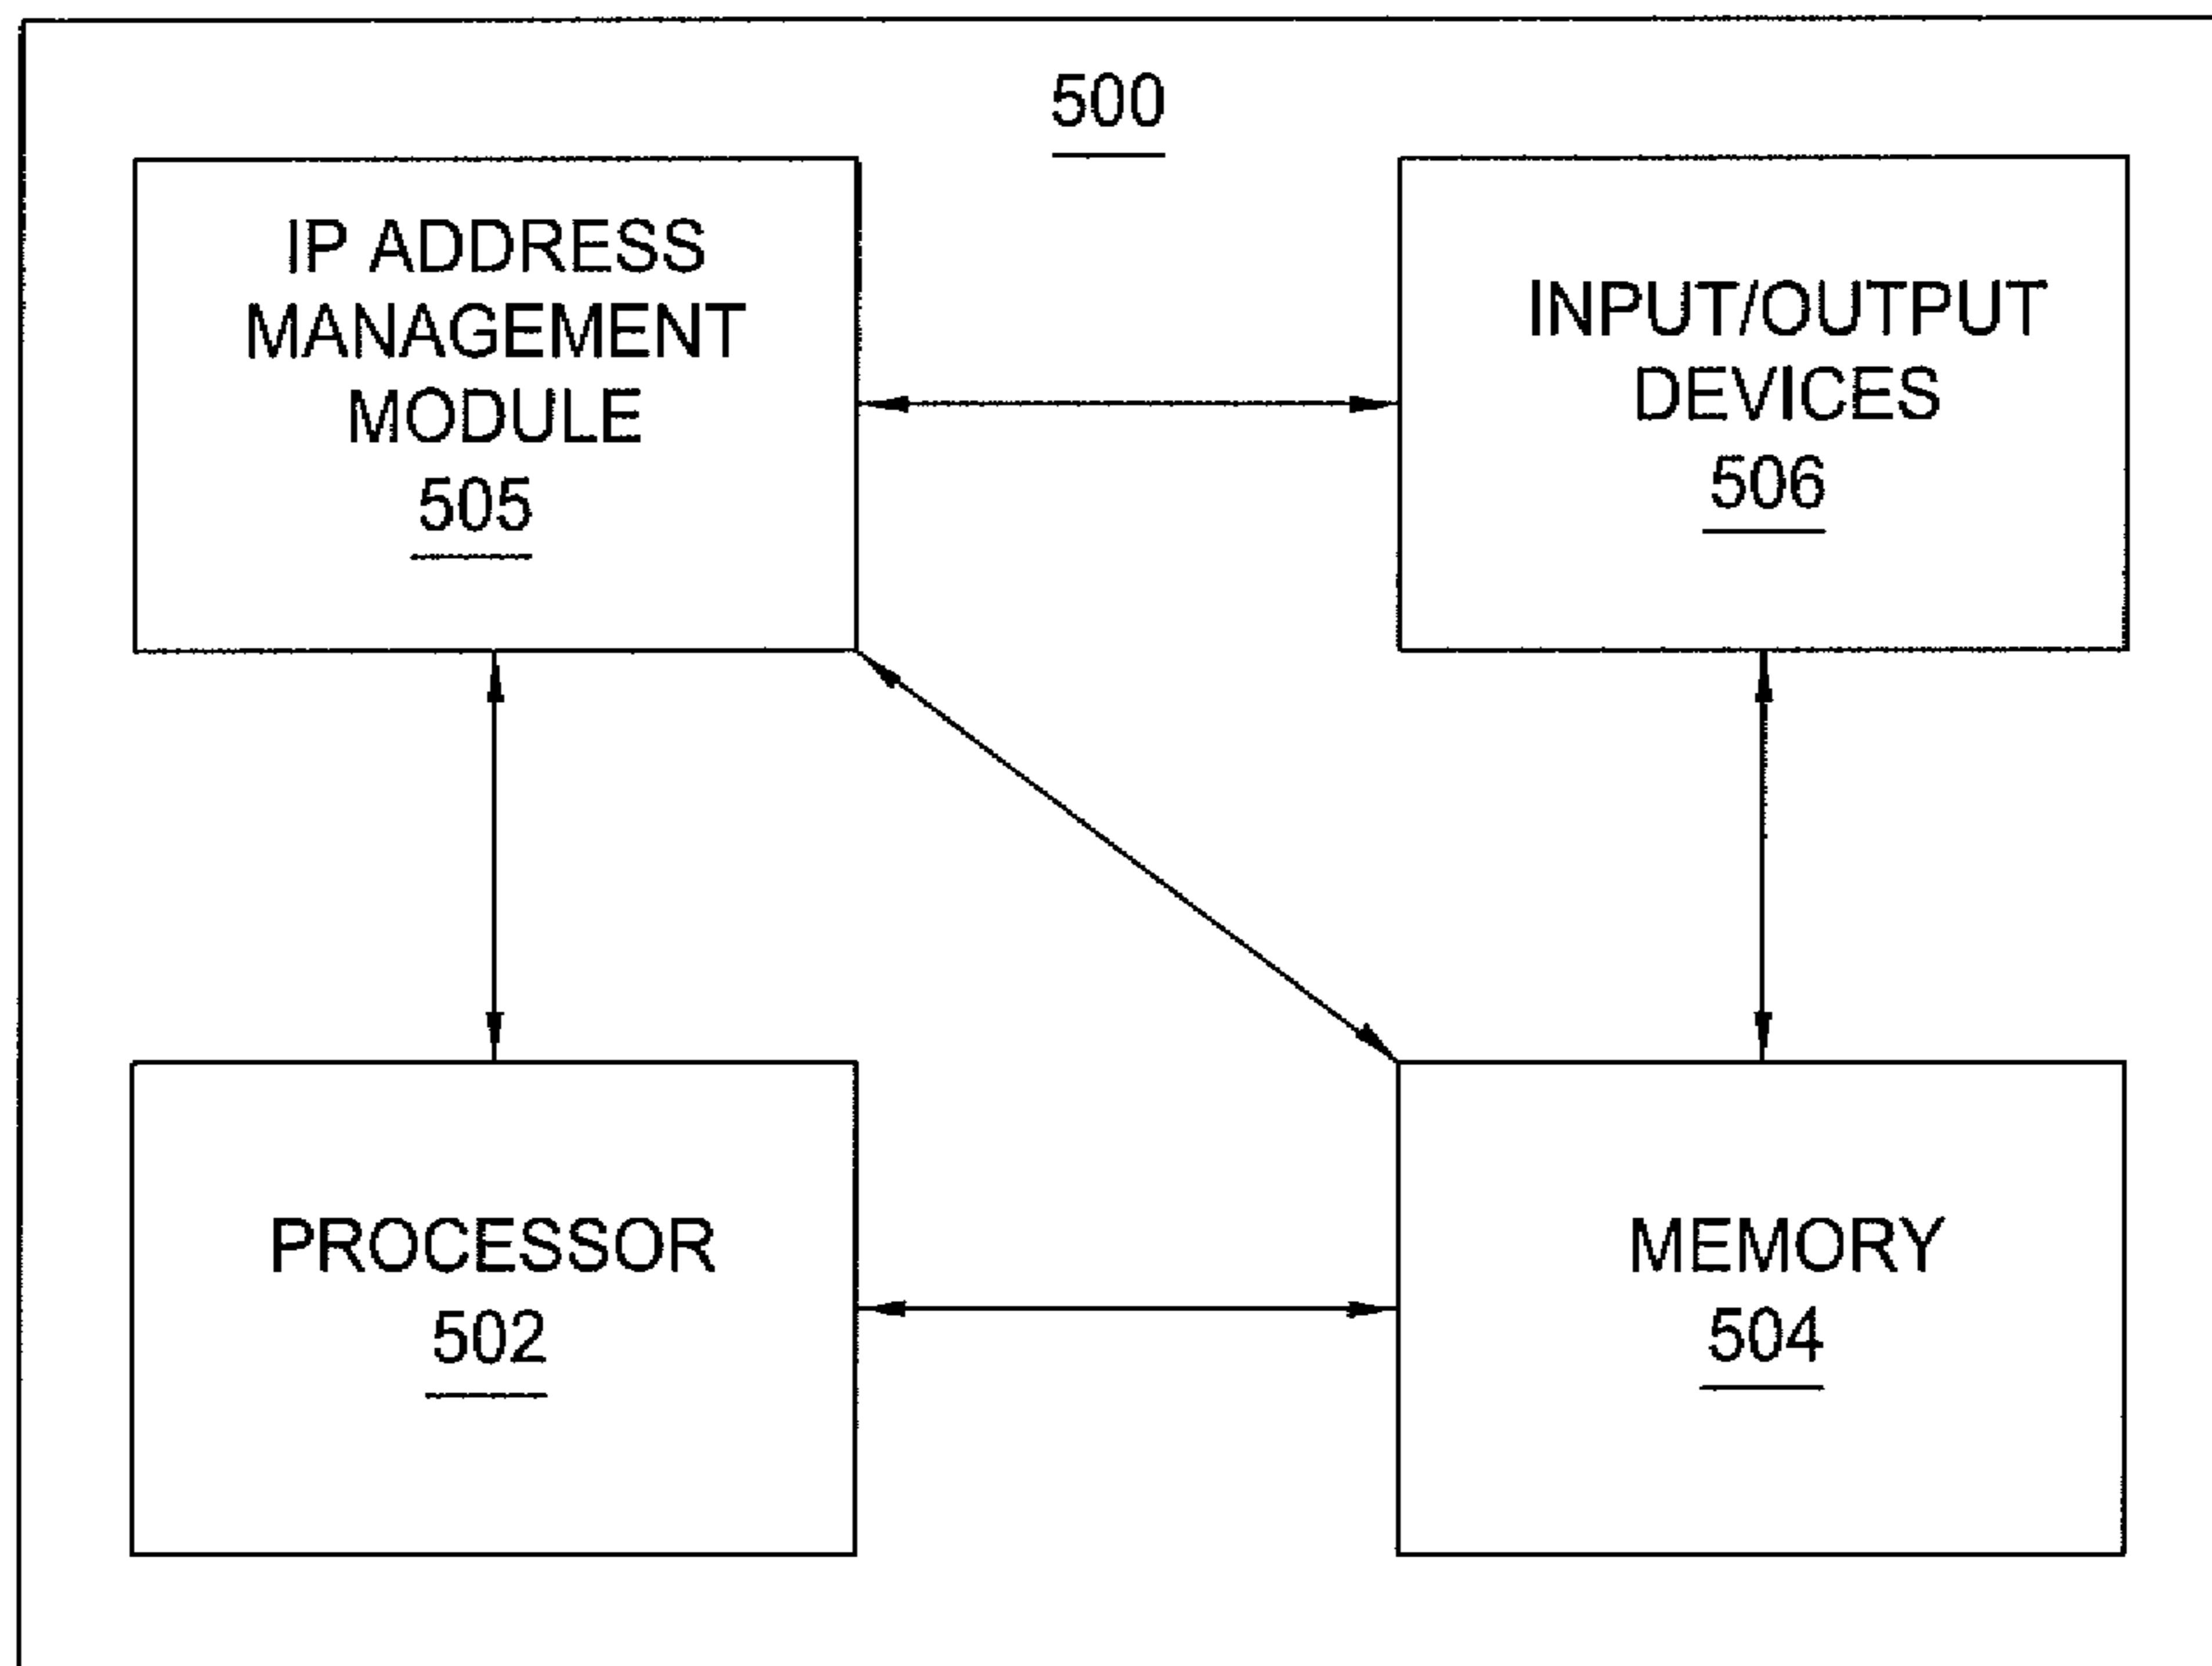 500
IP ADDRESS
MANAGEMENT
MODULE
505
INPUT/OUTPUT
DEVICES
506
PROCESSOR
502
MEMORY
504